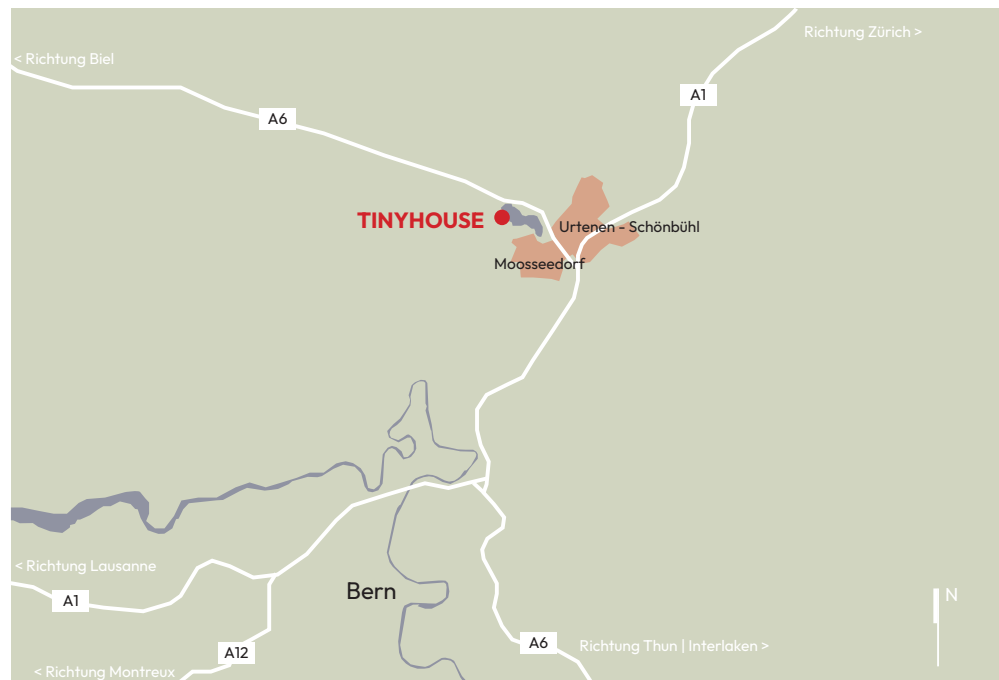 Richtung Zürich >
< Richtung Biel
A1
A6
TINYHOUSE
Urtenen - Schönbühl
Moosseedorf
< Richtung Lausanne
Bern
N
A1
A6
Richtung Thun | Interlaken >
A12
< Richtung Montreux